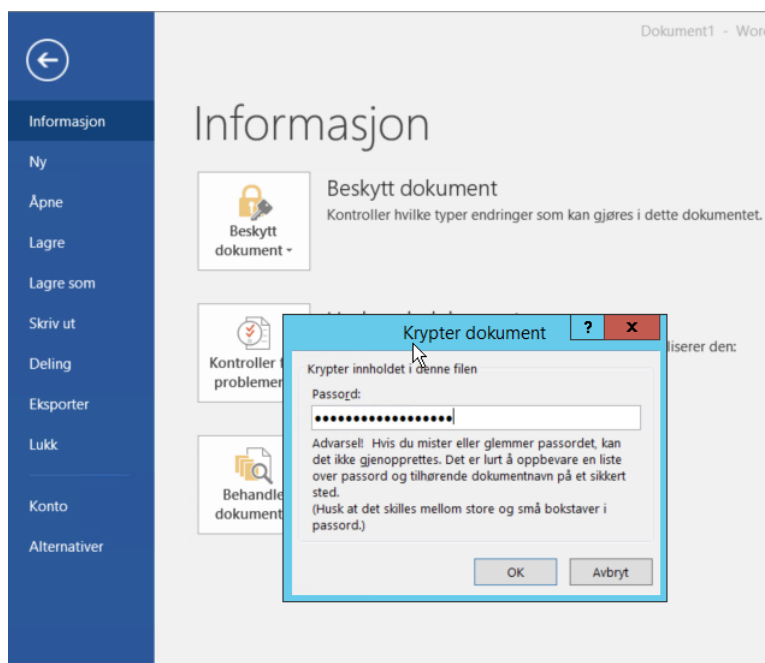 Dokument1 - Wor
Informasjon
Ny
Åpne
Lagre
Lagre som
Skriv ut
Deling
Eksporter
Lukk
Konto
Alternativer
Informasjon
Beskytt
dokument
Beskytt dokument
Kontroller hvilke typer endringer som kan gjøres i dette dokumentet.
Kontroller
problemer
liserer den:
Behandle
dokument
Krypter dokument
? X
Krypter innholdet i denne filen
Passord:
Advarsel! Hvis du mister eller glemmer passordet, kan
det ikke gjenopprettes. Det er lurt å oppbevare en liste
over passord og tilhørende dokumentnavn på et sikkert
sted.
(Husk at det skilles mellom store og små bokstaver i
passord.)
OK
Avbryt